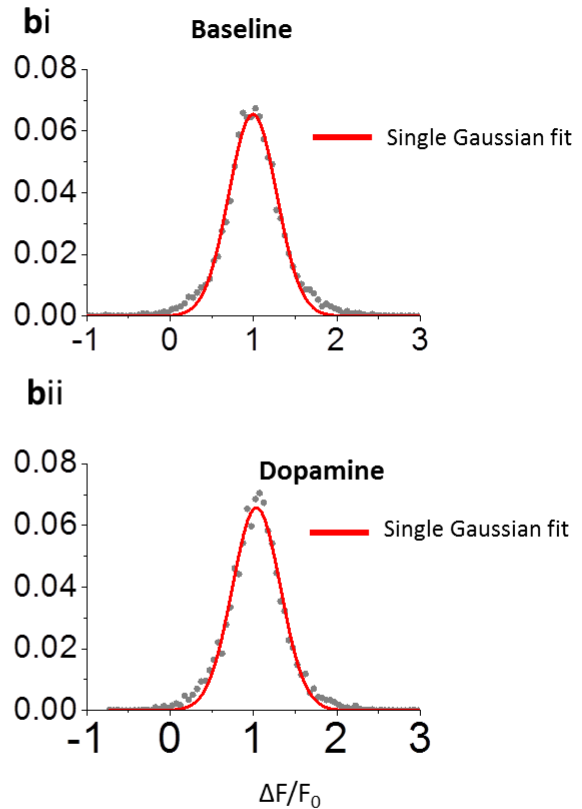 bi
Baseline
0.08
0.06
0.04
0.02
0.00
-1 0 1 2 3
Single Gaussian fit
bii
Dopamine
0.08
0.06
0.04
0.02
0.00
-1 0 1 2 3
Single Gaussian fit
ΔF/F₀